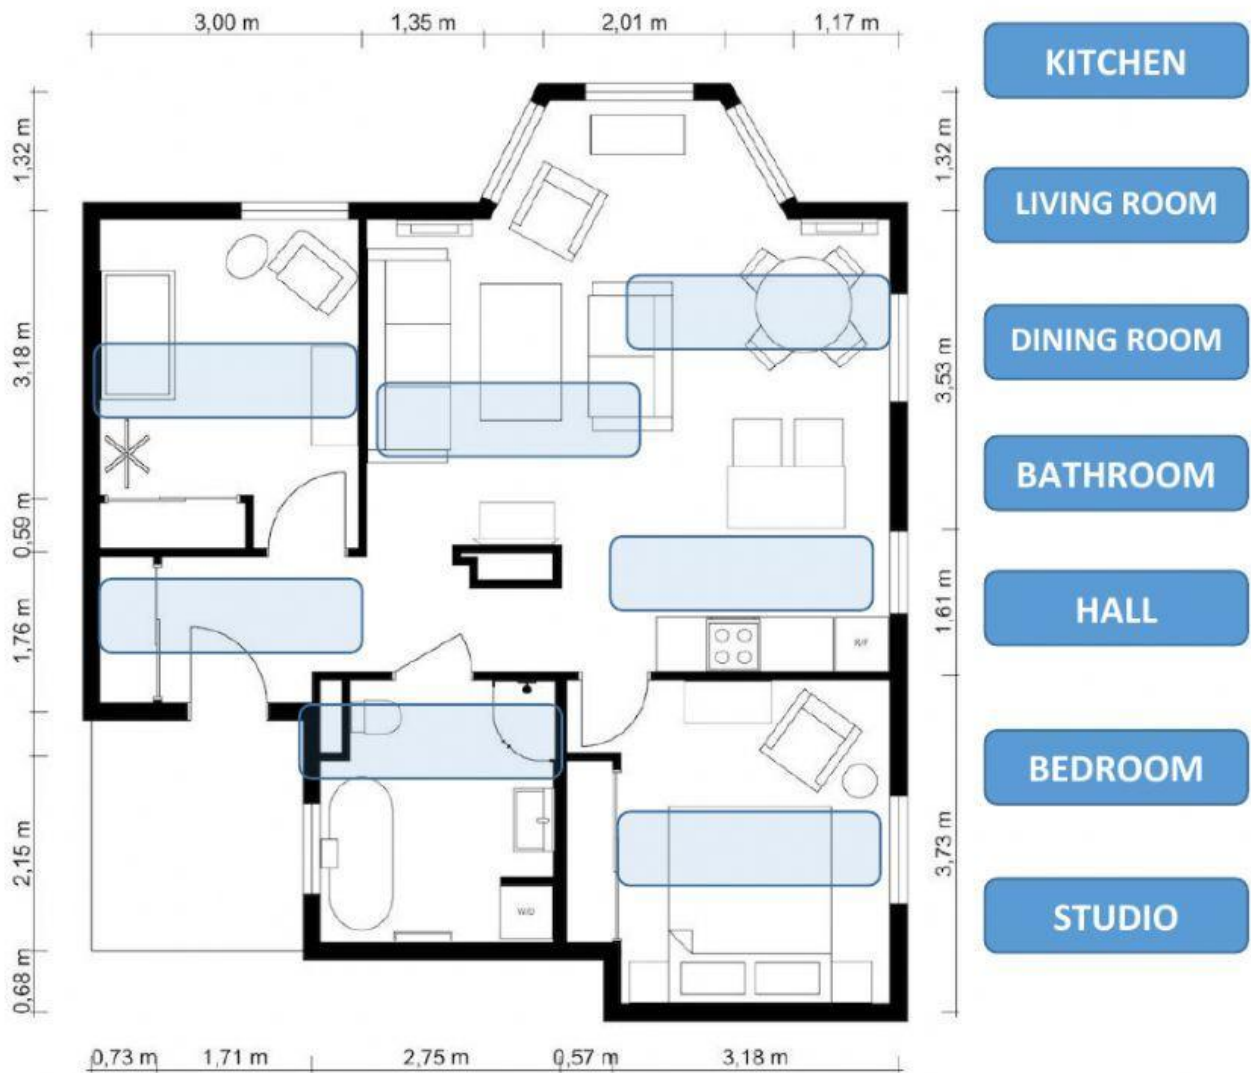 3,00 m
1,35 m
2,01 m
1,17 m
KITCHEN
1,32 m
1,32 m
LIVING ROOM
3,18 m
3,53 m
DINING ROOM
BATHROOM
0,59 m
1,76 m
1,61 m
HALL
R/F
BEDROOM
2,15 m
3,73 m
W/D
STUDIO
0,68 m
0,73 m
1,71 m
2,75 m
0,57 m
3,18 m